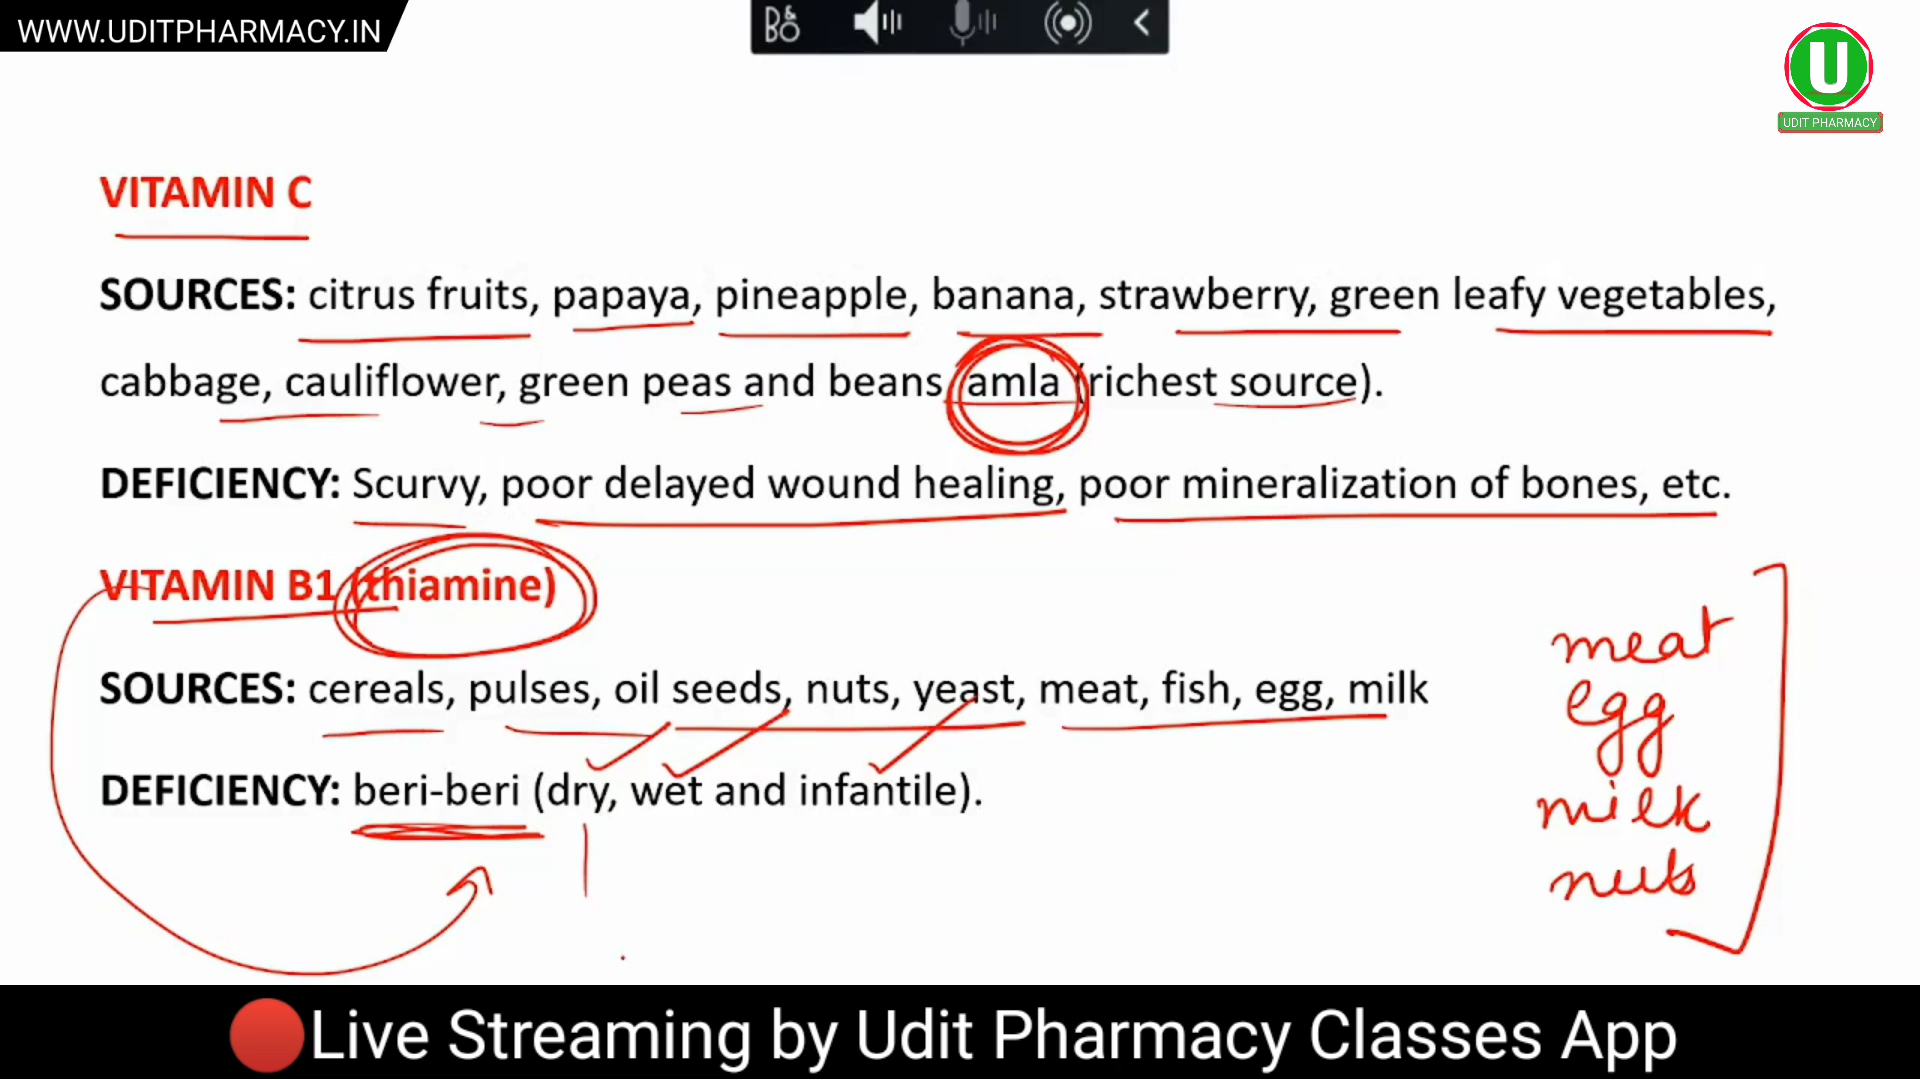 WWW.UDITPHARMACY.IN
B&O
U
UDIT PHARMACY
VITAMIN C
SOURCES: citrus fruits, papaya, pineapple, banana, strawberry, green leafy vegetables,
cabbage, cauliflower, green peas and beans, amla (richest source).
DEFICIENCY: Scurvy, poor delayed wound healing, poor mineralization of bones, etc.
VITAMIN B1 (thiamine)
SOURCES: cereals, pulses, oil seeds, nuts, yeast, meat, fish, egg, milk
DEFICIENCY: beri-beri (dry, wet and infantile).
meat
egg
milk
nuts
Live Streaming by Udit Pharmacy Classes App